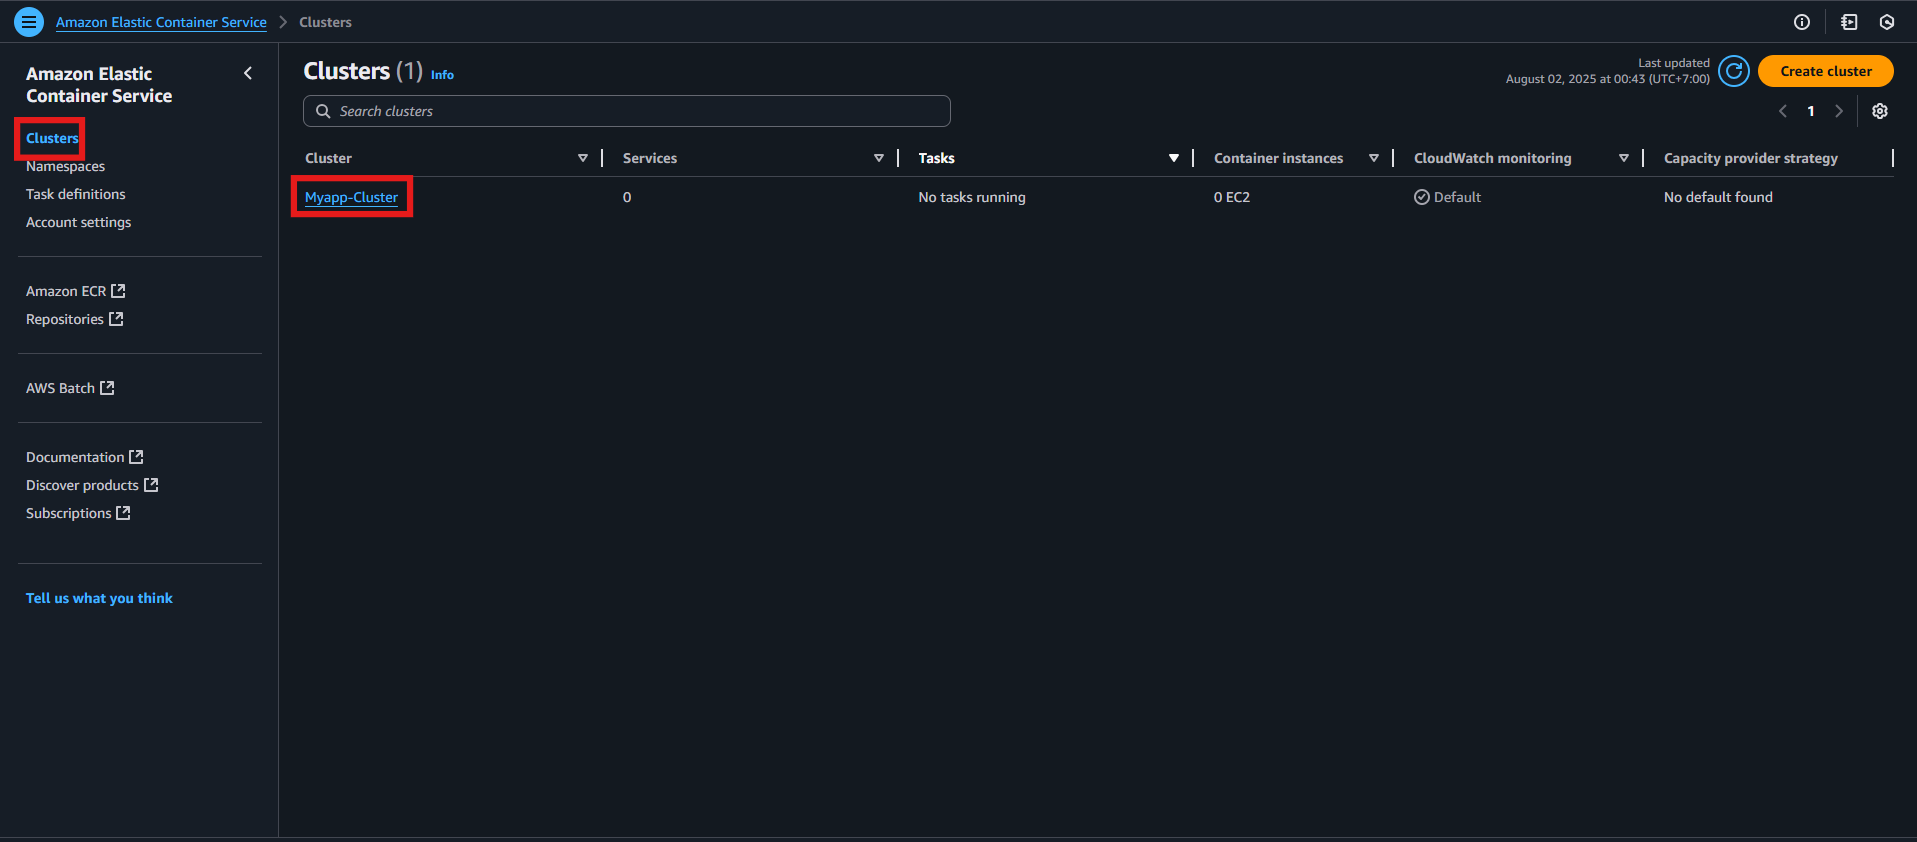 Amazon Elastic Container Service > Clusters
Amazon Elastic
Container Service
Clusters
Namespaces
Task definitions
Account settings
Amazon ECR
Repositories
AWS Batch
Documentation
Discover products
Subscriptions
Tell us what you think
Clusters (1) Info
Last updated
August 02, 2025 at 00:43 (UTC+7:00)
Create cluster
Search clusters
1
Cluster Services Tasks Container instances CloudWatch monitoring Capacity provider strategy
Myapp-Cluster 0 No tasks running 0 EC2 Default No default found